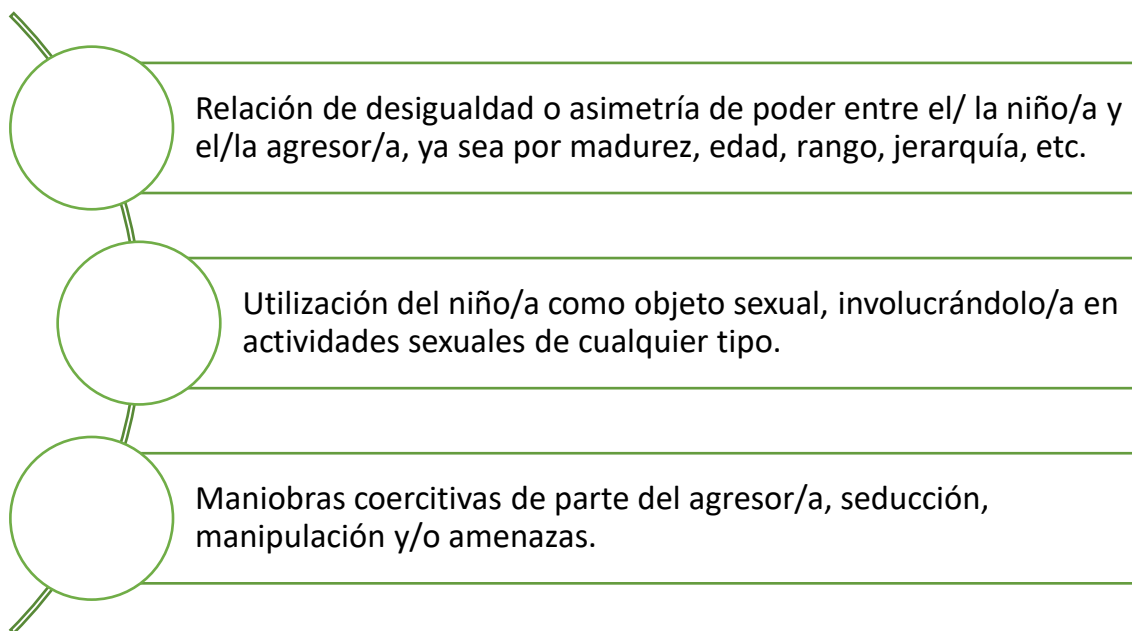 Relación de desigualdad o asimetría de poder entre el/ la niño/a y
el/la agresor/a, ya sea por madurez, edad, rango, jerarquía, etc.
Utilización del niño/a como objeto sexual, involucrándolo/a en
actividades sexuales de cualquier tipo.
Maniobras coercitivas de parte del agresor/a, seducción,
manipulación y/o amenazas.